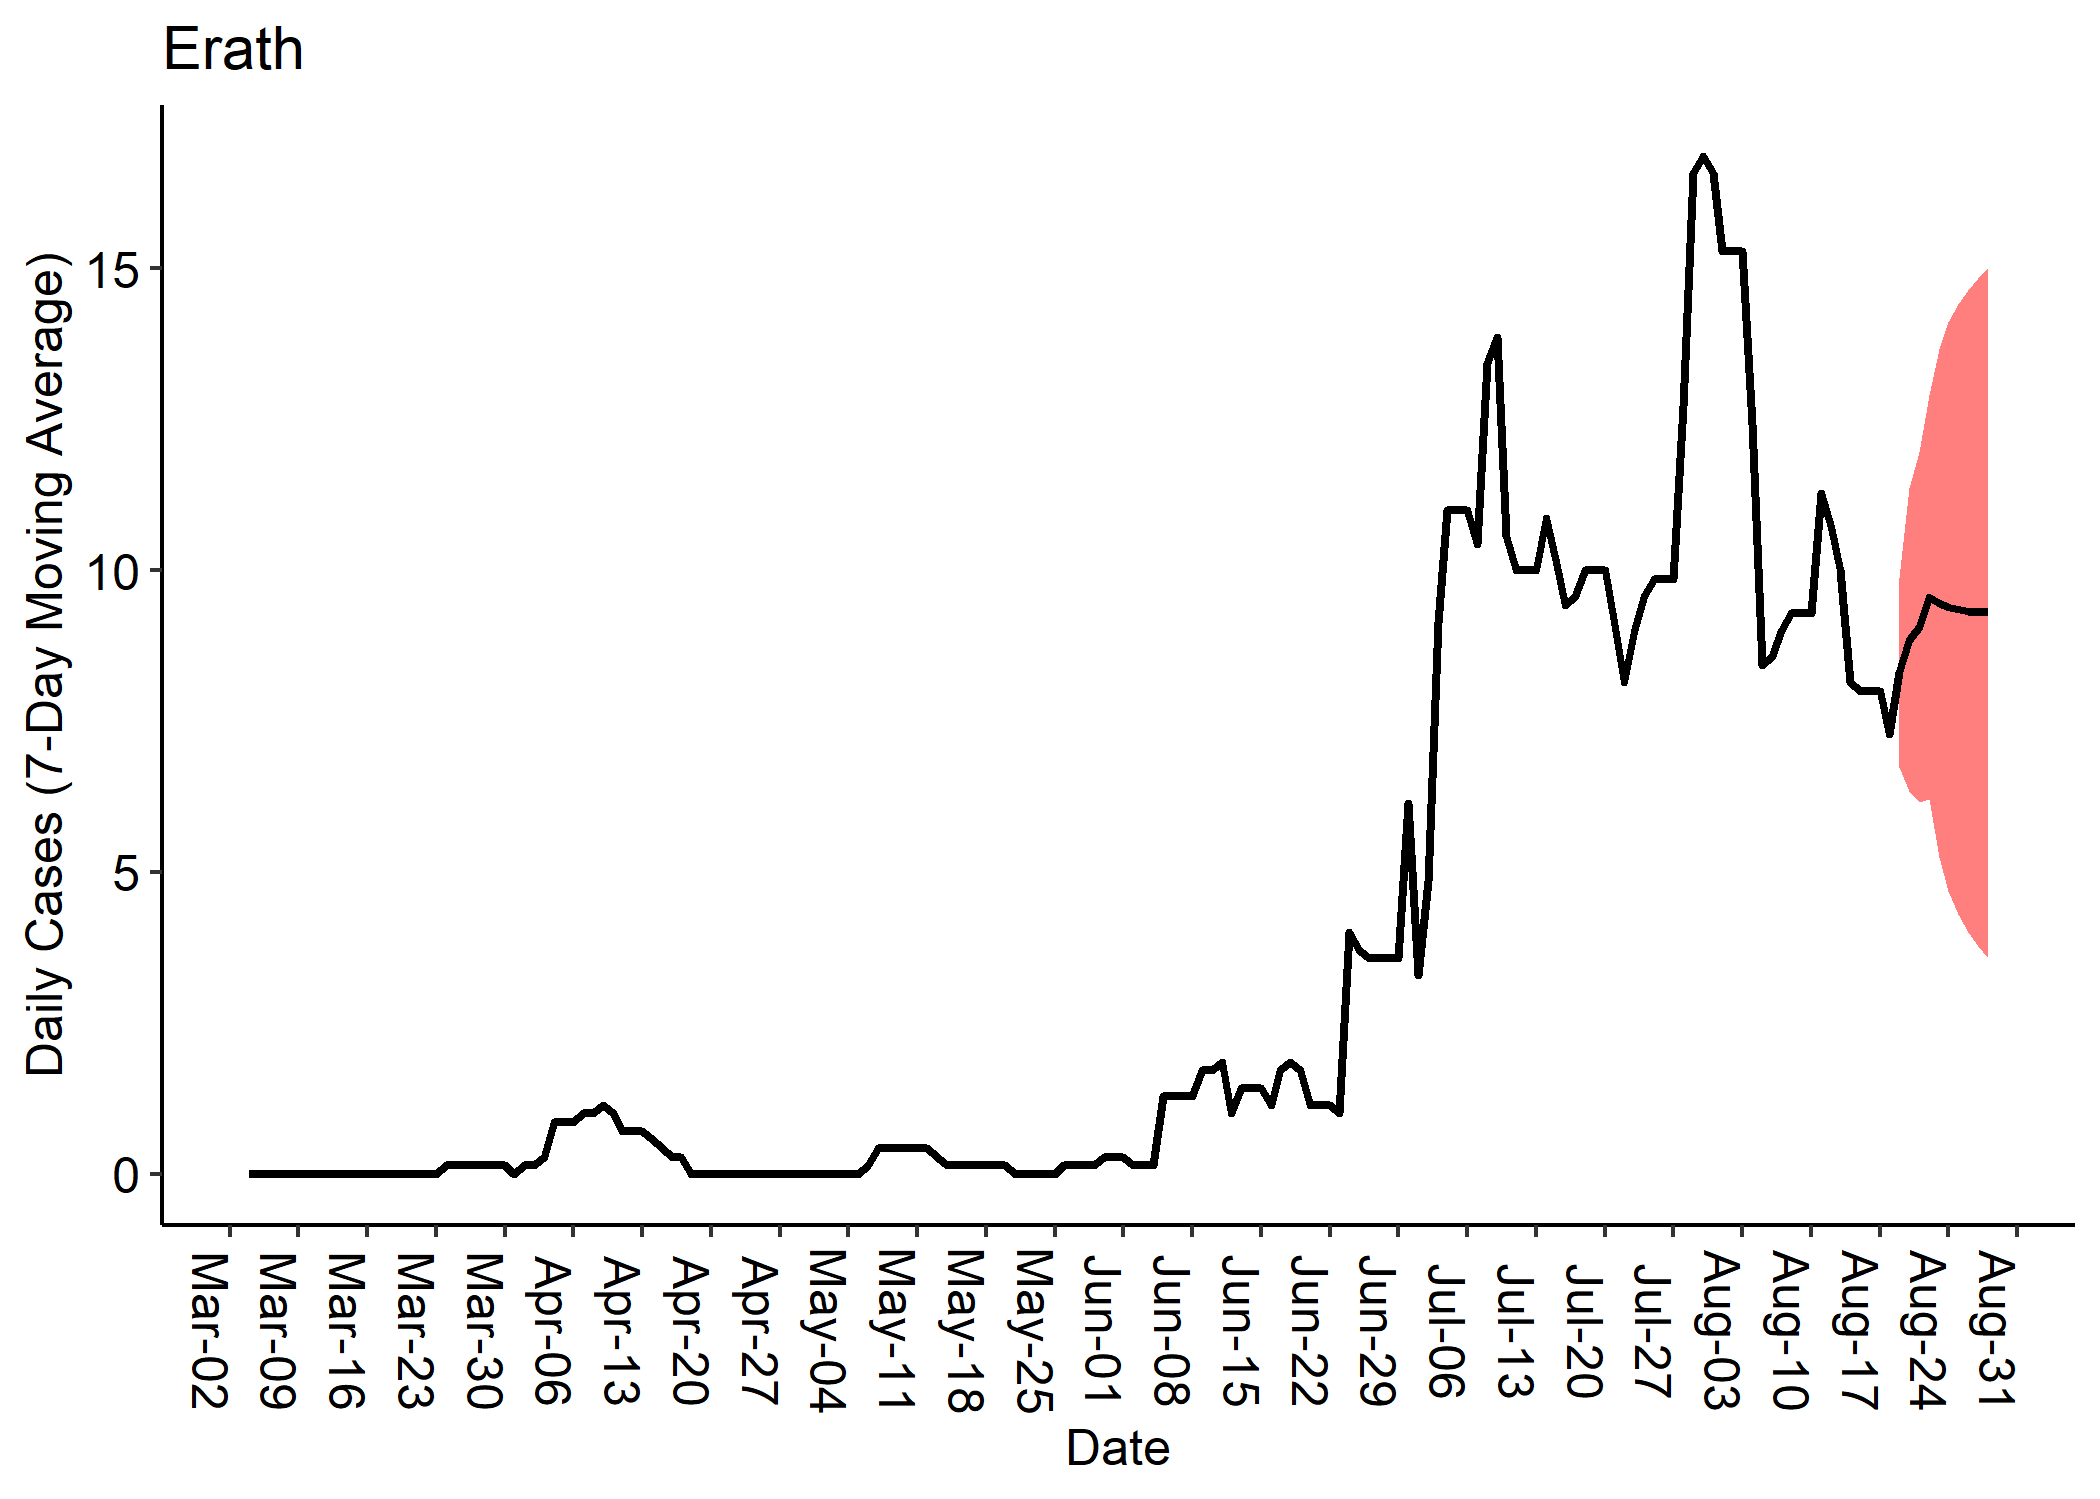 Erath
Daily Cases (7-Day Moving Average)
15
10
5
0
Mar-02
Mar-09
Mar-16
Mar-23
Mar-30
Apr-06
Apr-13
Apr-20
Apr-27
May-04
May-11
May-18
May-25
Jun-01
Jun-08
Jun-15
Jun-22
Jun-29
Jul-06
Jul-13
Jul-20
Jul-27
Aug-03
Aug-10
Aug-17
Aug-24
Aug-31
Date